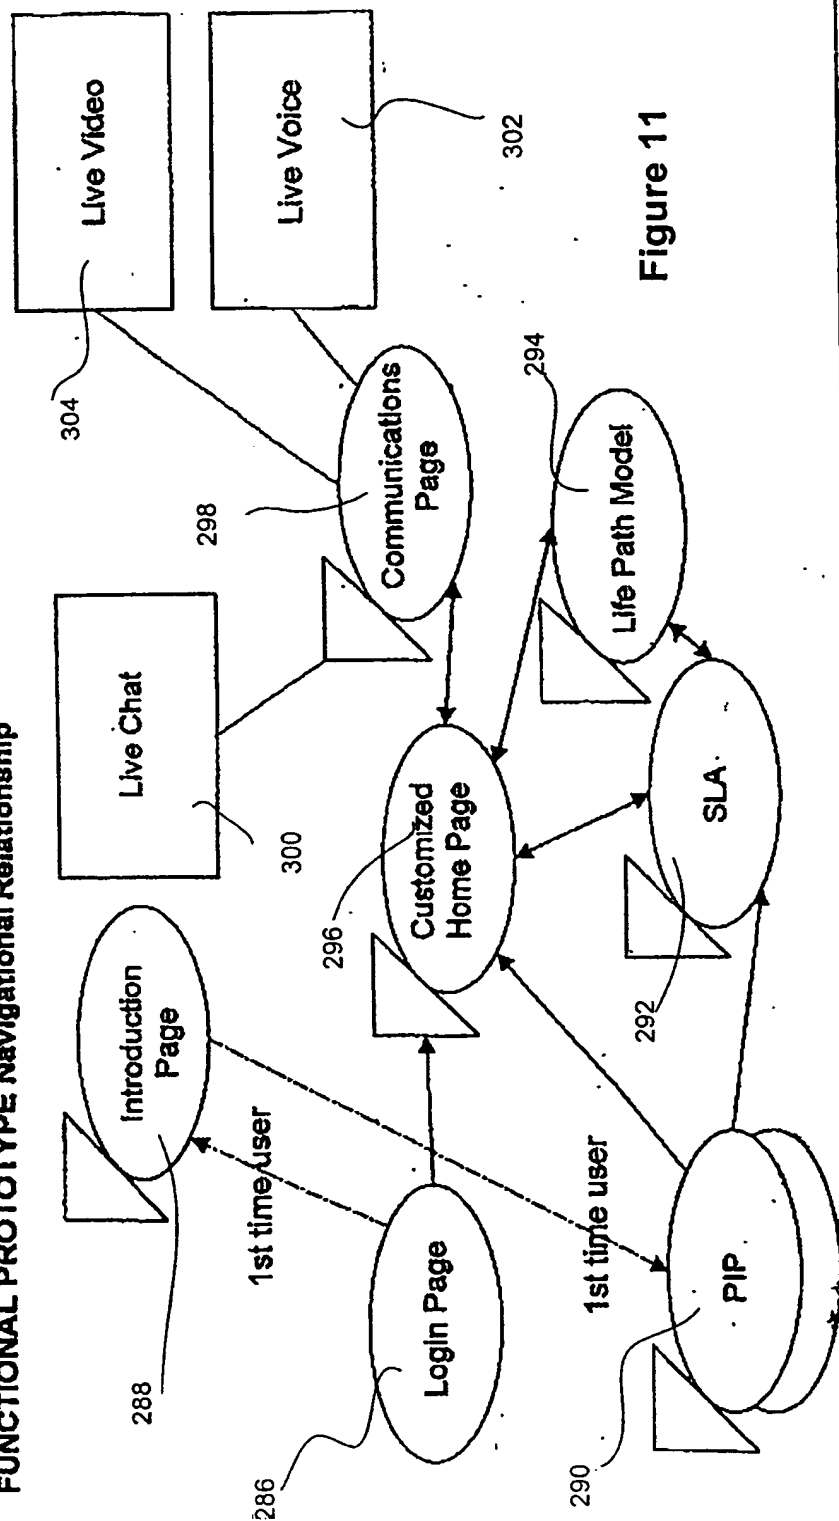 FUNCTIONAL PROTOTYPE Navigational Relationship
288
Introduction
Page
Live Chat
300
304
Live Video
Live Voice
302
298
Communications
Page
1st time user
286
Login Page
296
Customized
Home Page
294
Life Path Model
1st time user
290
PIP
292
SLA
Figure 11